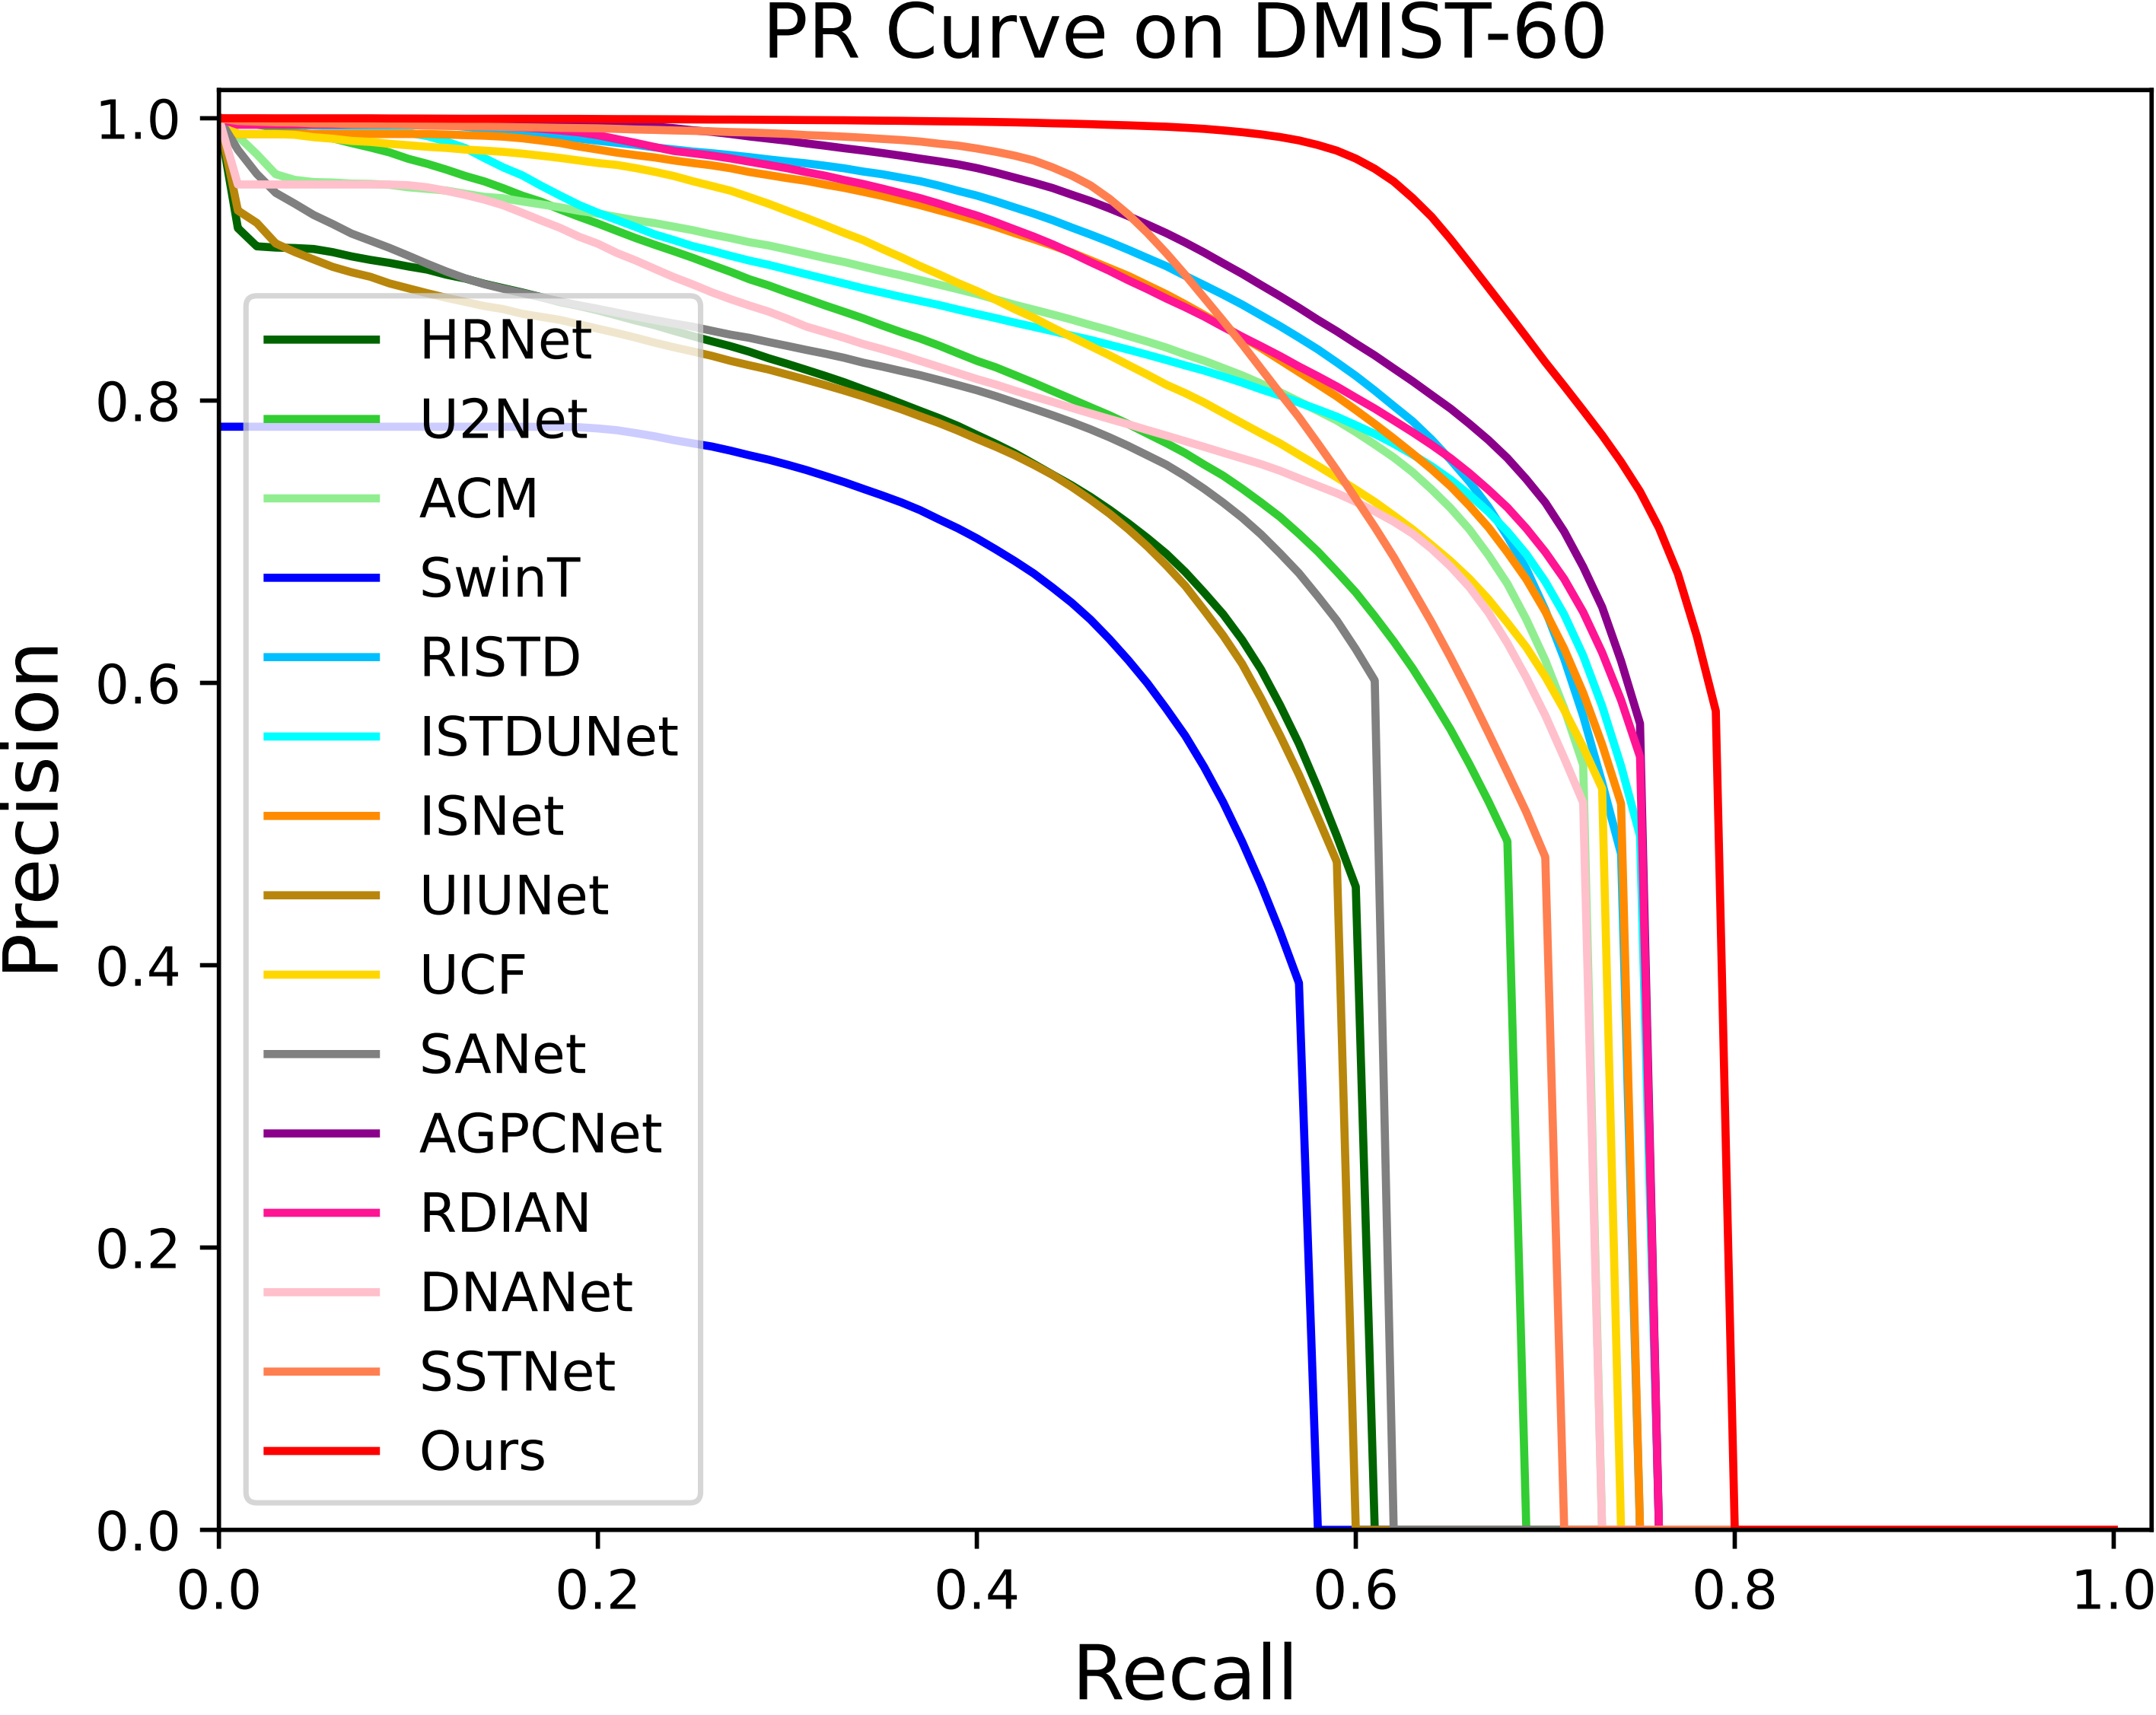 PR Curve on DMIST-60
Precision
1.0
0.8
0.6
0.4
0.2
0.0
HRNet
U2Net
ACM
SwinT
RISTD
ISTDUNet
ISNet
UIUNet
UCF
SANet
AGPCNet
RDIAN
DNANet
SSTNet
Ours
0.0 0.2 0.4 0.6 0.8 1.0
Recall